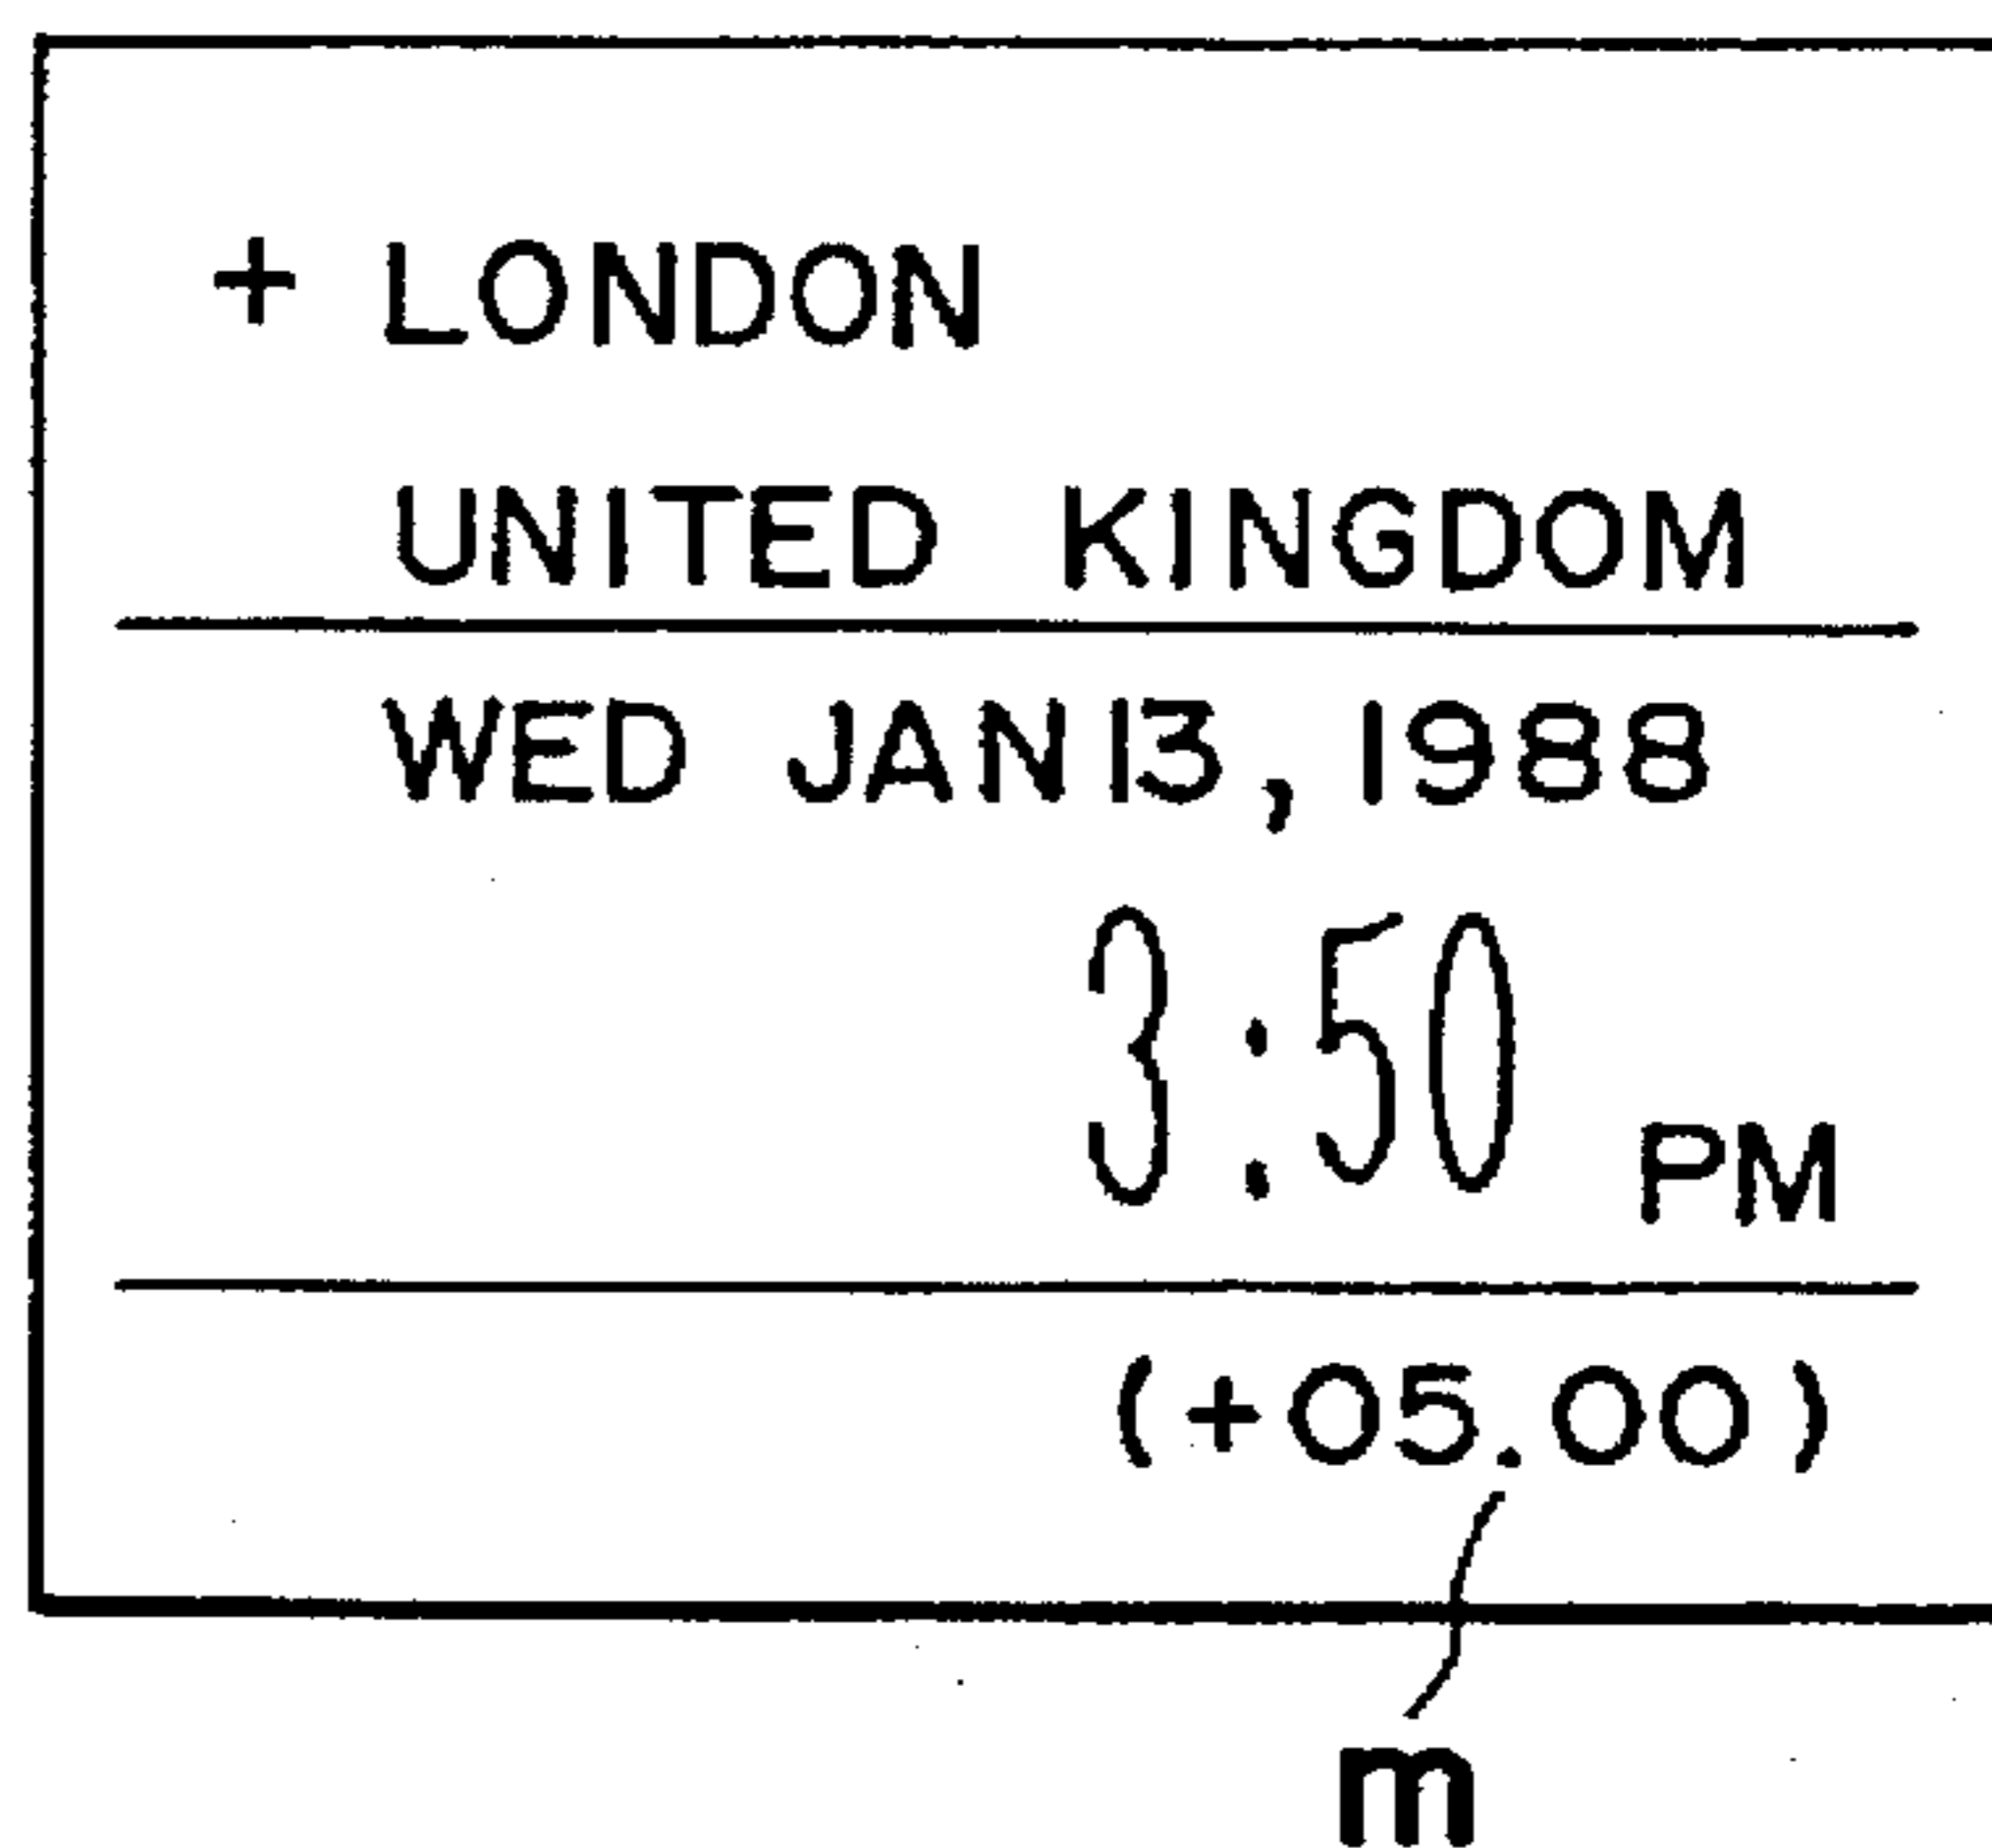 + LONDON
UNITED KINGDOM
WED JAN 13, 1988
3:50 PM
(+05.00)
m